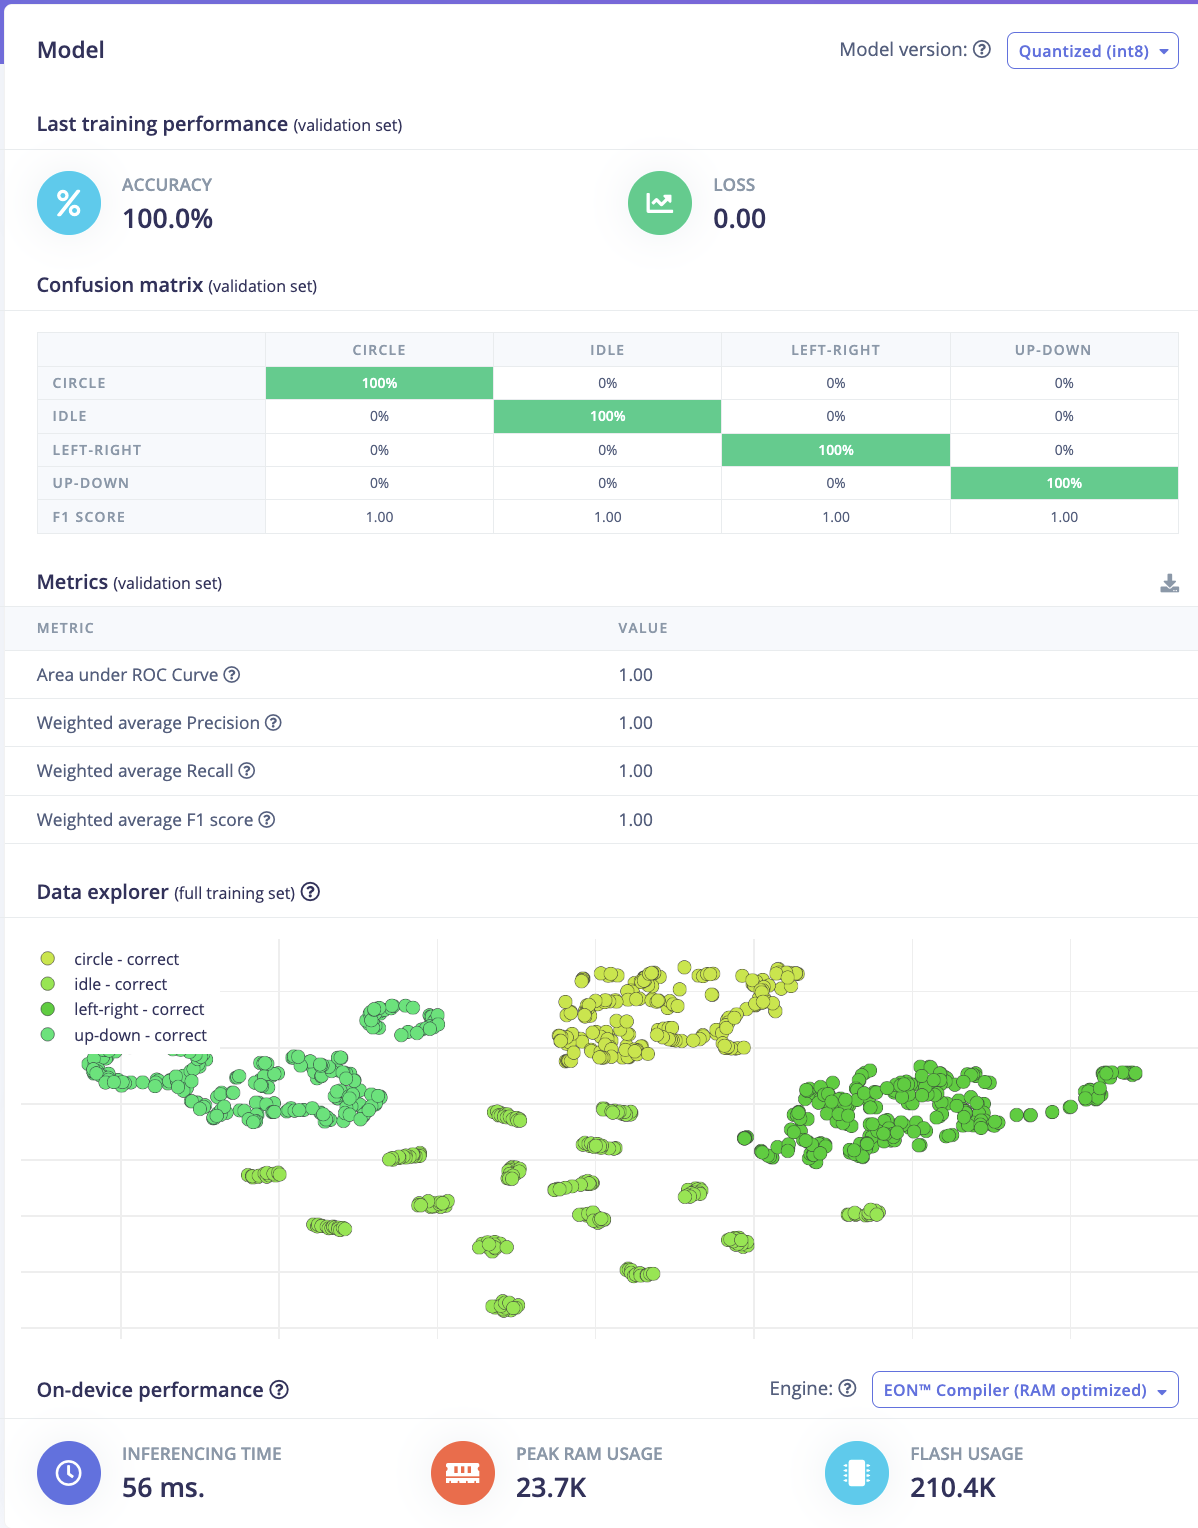 Model
Model version: Quantized (int8)
Last training performance (validation set)
ACCURACY
100.0%
LOSS
0.00
Confusion matrix (validation set)
CIRCLE IDLE LEFT-RIGHT UP-DOWN
CIRCLE 100% 0% 0% 0%
IDLE 0% 100% 0% 0%
LEFT-RIGHT 0% 0% 100% 0%
UP-DOWN 0% 0% 0% 100%
F1 SCORE 1.00 1.00 1.00 1.00
Metrics (validation set)
METRIC VALUE
Area under ROC Curve 1.00
Weighted average Precision 1.00
Weighted average Recall 1.00
Weighted average F1 score 1.00
Data explorer (full training set)
circle - correct
idle - correct
left-right - correct
up-down - correct
On-device performance
Engine: EON™ Compiler (RAM optimized)
INFERENCING TIME
56 ms.
PEAK RAM USAGE
23.7K
FLASH USAGE
210.4K